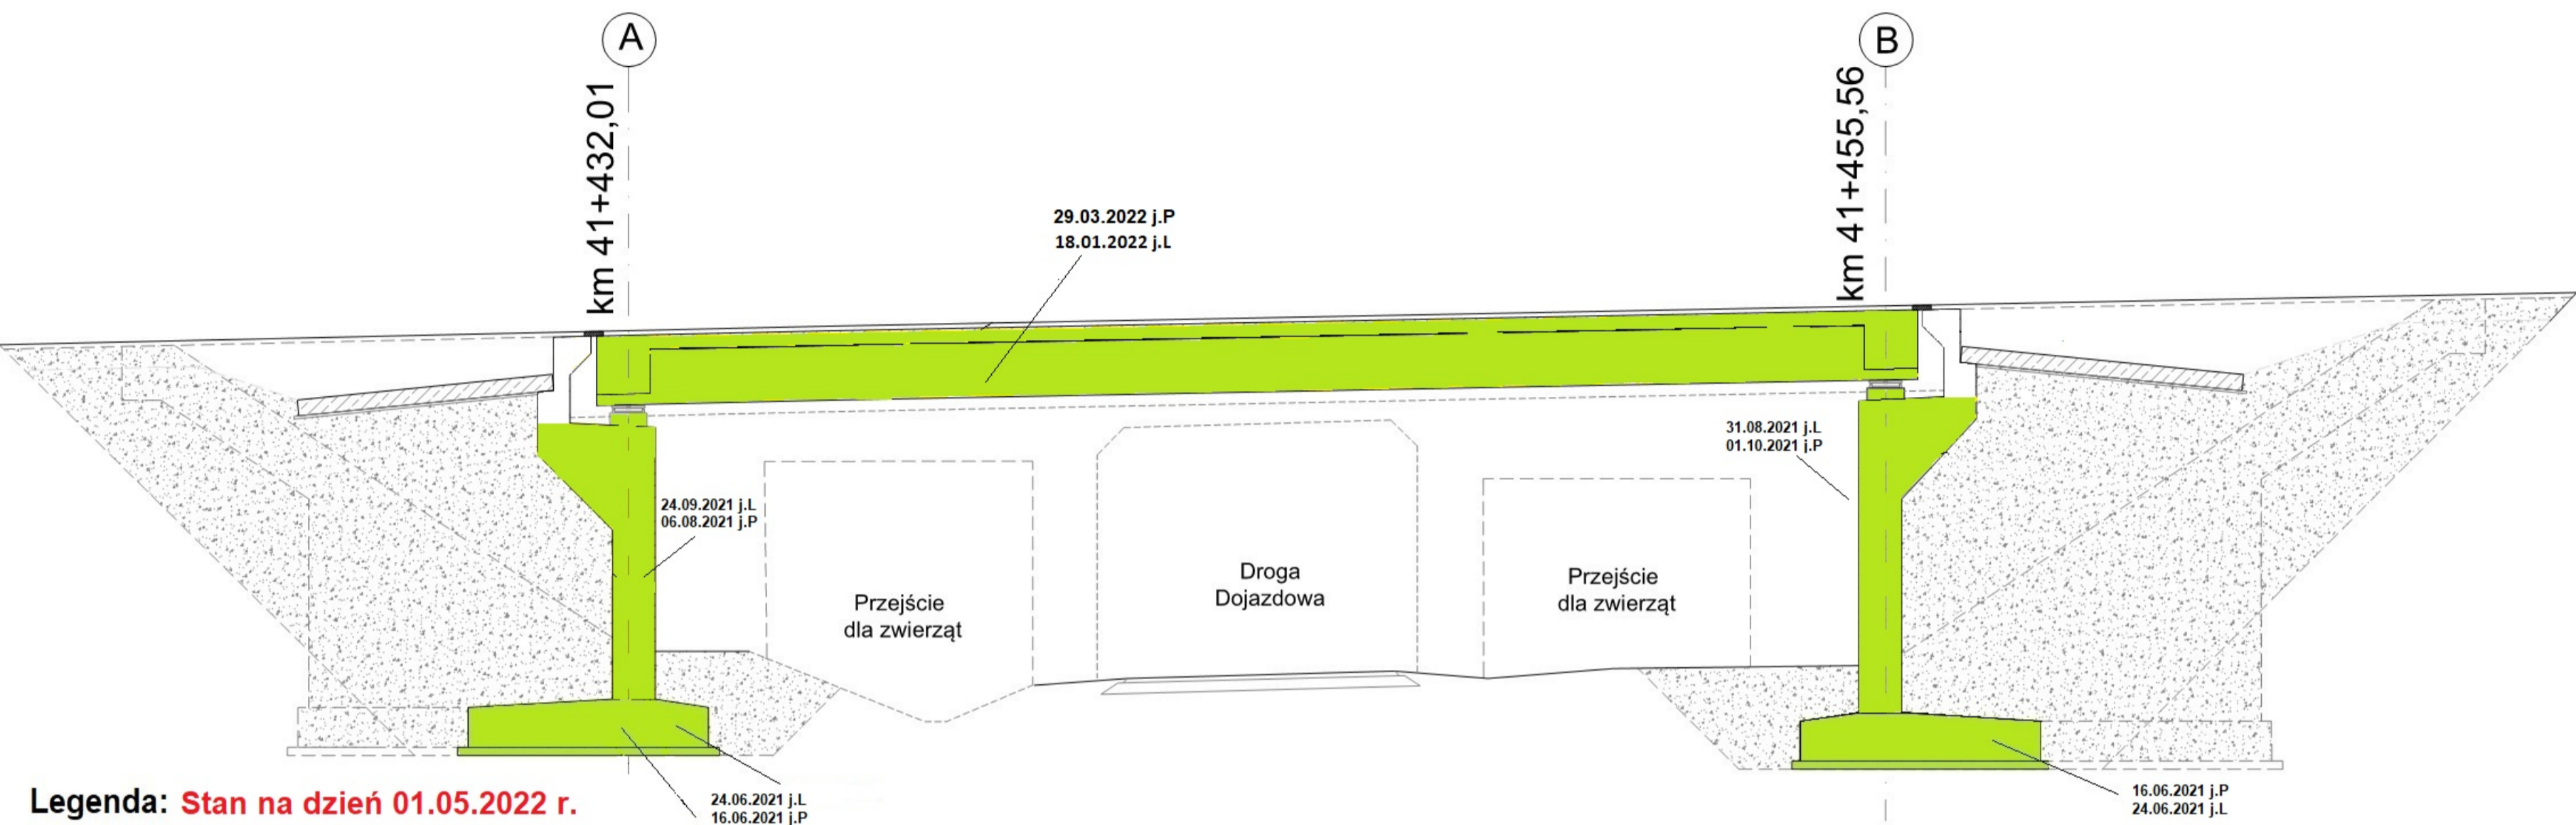 A
B
km 41+432,01
km 41+455,56
29.03.2022 j.P
18.01.2022 j.L
31.08.2021 j.L
01.10.2021 j.P
24.09.2021 j.L
06.08.2021 j.P
Droga
Dojazdowa
Przejście
dla zwierząt
Przejście
dla zwierząt
Legenda: Stan na dzień 01.05.2022 r.
24.06.2021 j.L
16.06.2021 j.P
16.06.2021 j.P
24.06.2021 j.L